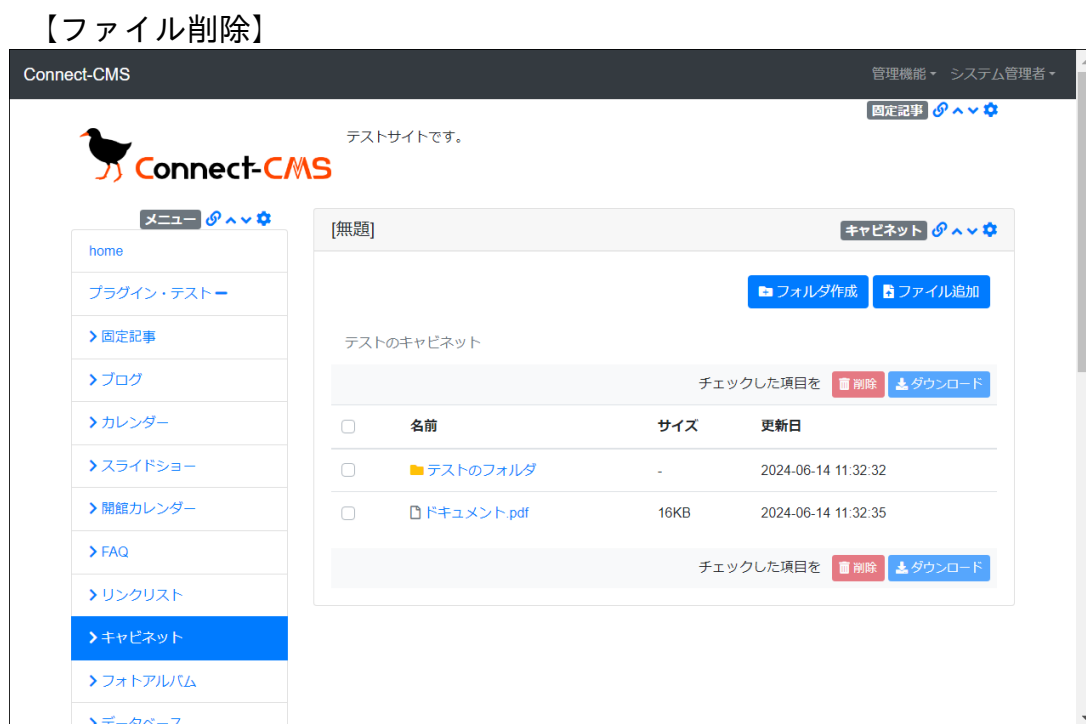 【ファイル削除】
Connect-CMS 管理機能 システム管理者
固定記事
テストサイトです。
Connect-CMS
メニュー
[無題] キャビネット
home
プラグイン・テスト
フォルダ作成 ファイル追加
固定記事
テストのキャビネット
ブログ
チェックした項目を 削除 ダウンロード
カレンダー
名前 サイズ 更新日
スライドショー
テストのフォルダ - 2024-06-14 11:32:32
開館カレンダー
ドキュメント.pdf 16KB 2024-06-14 11:32:35
FAQ
チェックした項目を 削除 ダウンロード
リンクリスト
キャビネット
フォトアルバム
データベース